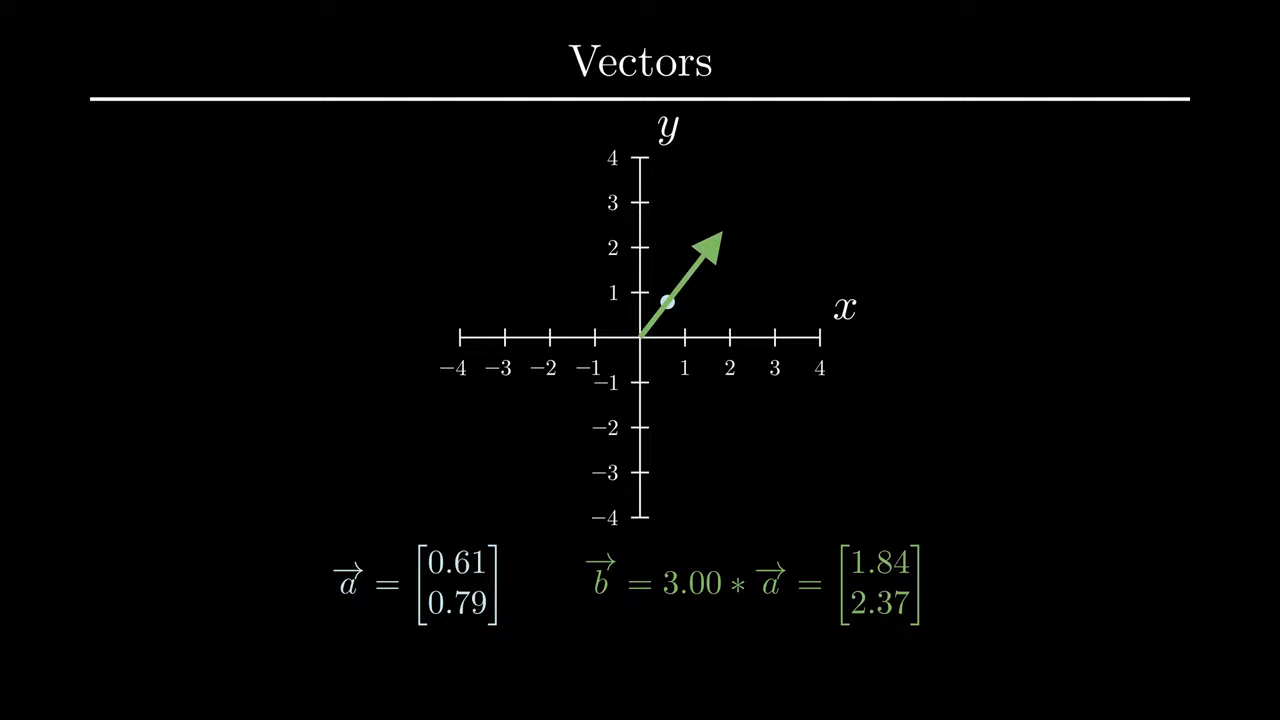 Vectors
y
4
3
2
1
x
−4 −3 −2 −1 1 2 3 4
−1
−2
−3
−4
a⃗ = [0.61 0.79] b⃗ = 3.00 * a⃗ = [1.84 2.37]